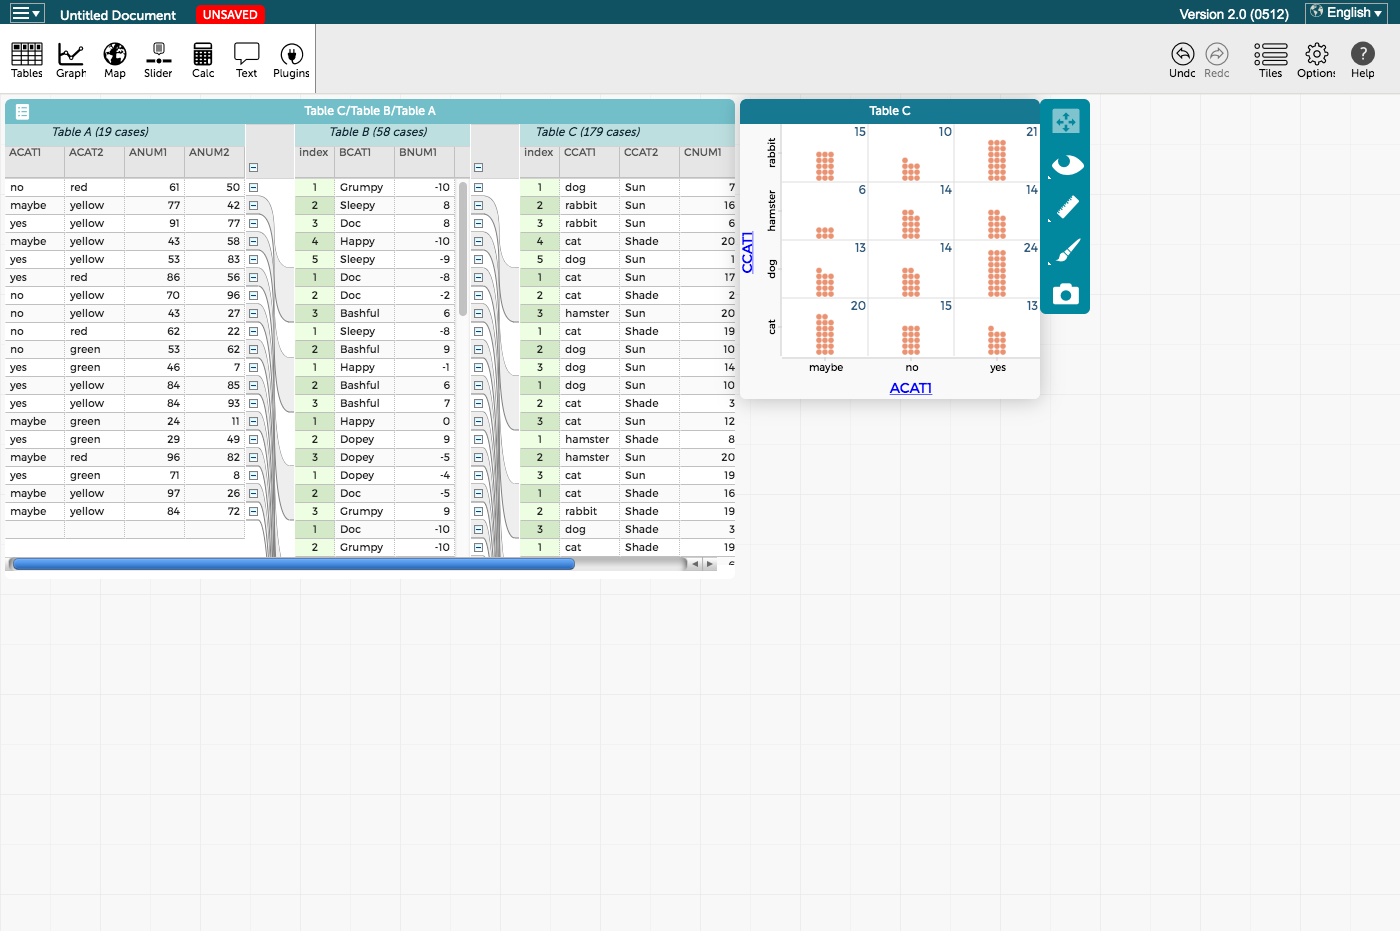 Untitled Document UNSAVED Version 2.0 (0512) English
Tables Graph Map Slider Calc Text Plugins Undo Redo Tiles Options ? Help
Table C/Table B/Table A
Table A (19 cases) Table B (58 cases) Table C (179 cases)
ACAT1 ACAT2 ANUM1 ANUM2 index BCAT1 BNUM1 index CCAT1 CCAT2 CNUM1
no red 61 50 1 Grumpy -10 1 dog Sun 7
maybe yellow 77 42 2 Sleepy 8 2 rabbit Sun 16
yes yellow 91 77 3 Doc 8 3 rabbit Sun 6
maybe yellow 43 58 4 Happy -10 4 cat Shade 20
yes yellow 53 83 5 Sleepy -9 5 dog Sun 1
yes red 86 56 1 Doc -8 1 cat Sun 17
no yellow 70 96 2 Doc -2 2 cat Shade 2
no yellow 43 27 3 Bashful 6 3 hamster Sun 20
no red 62 22 1 Sleepy -8 1 cat Shade 19
no green 53 62 2 Bashful 9 2 dog Sun 10
yes green 46 7 1 Happy -1 3 dog Sun 14
yes yellow 84 85 2 Bashful 6 1 dog Sun 10
yes yellow 84 93 3 Bashful 7 2 cat Shade 3
maybe green 24 11 1 Happy 0 3 cat Sun 12
yes green 29 49 2 Dopey 9 1 hamster Shade 8
maybe red 96 82 3 Dopey -5 2 hamster Sun 20
yes green 71 8 1 Dopey -4 3 cat Sun 19
maybe yellow 97 26 2 Doc -5 1 cat Shade 16
maybe yellow 84 72 3 Grumpy 9 2 rabbit Shade 19
1 Doc -10 3 dog Shade 3
2 Grumpy -10 1 cat Shade 19
Table C
CCAT1
rabbit 15 10 21
hamster 6 14 14
dog 13 14 24
cat 20 15 13
maybe no yes
ACAT1